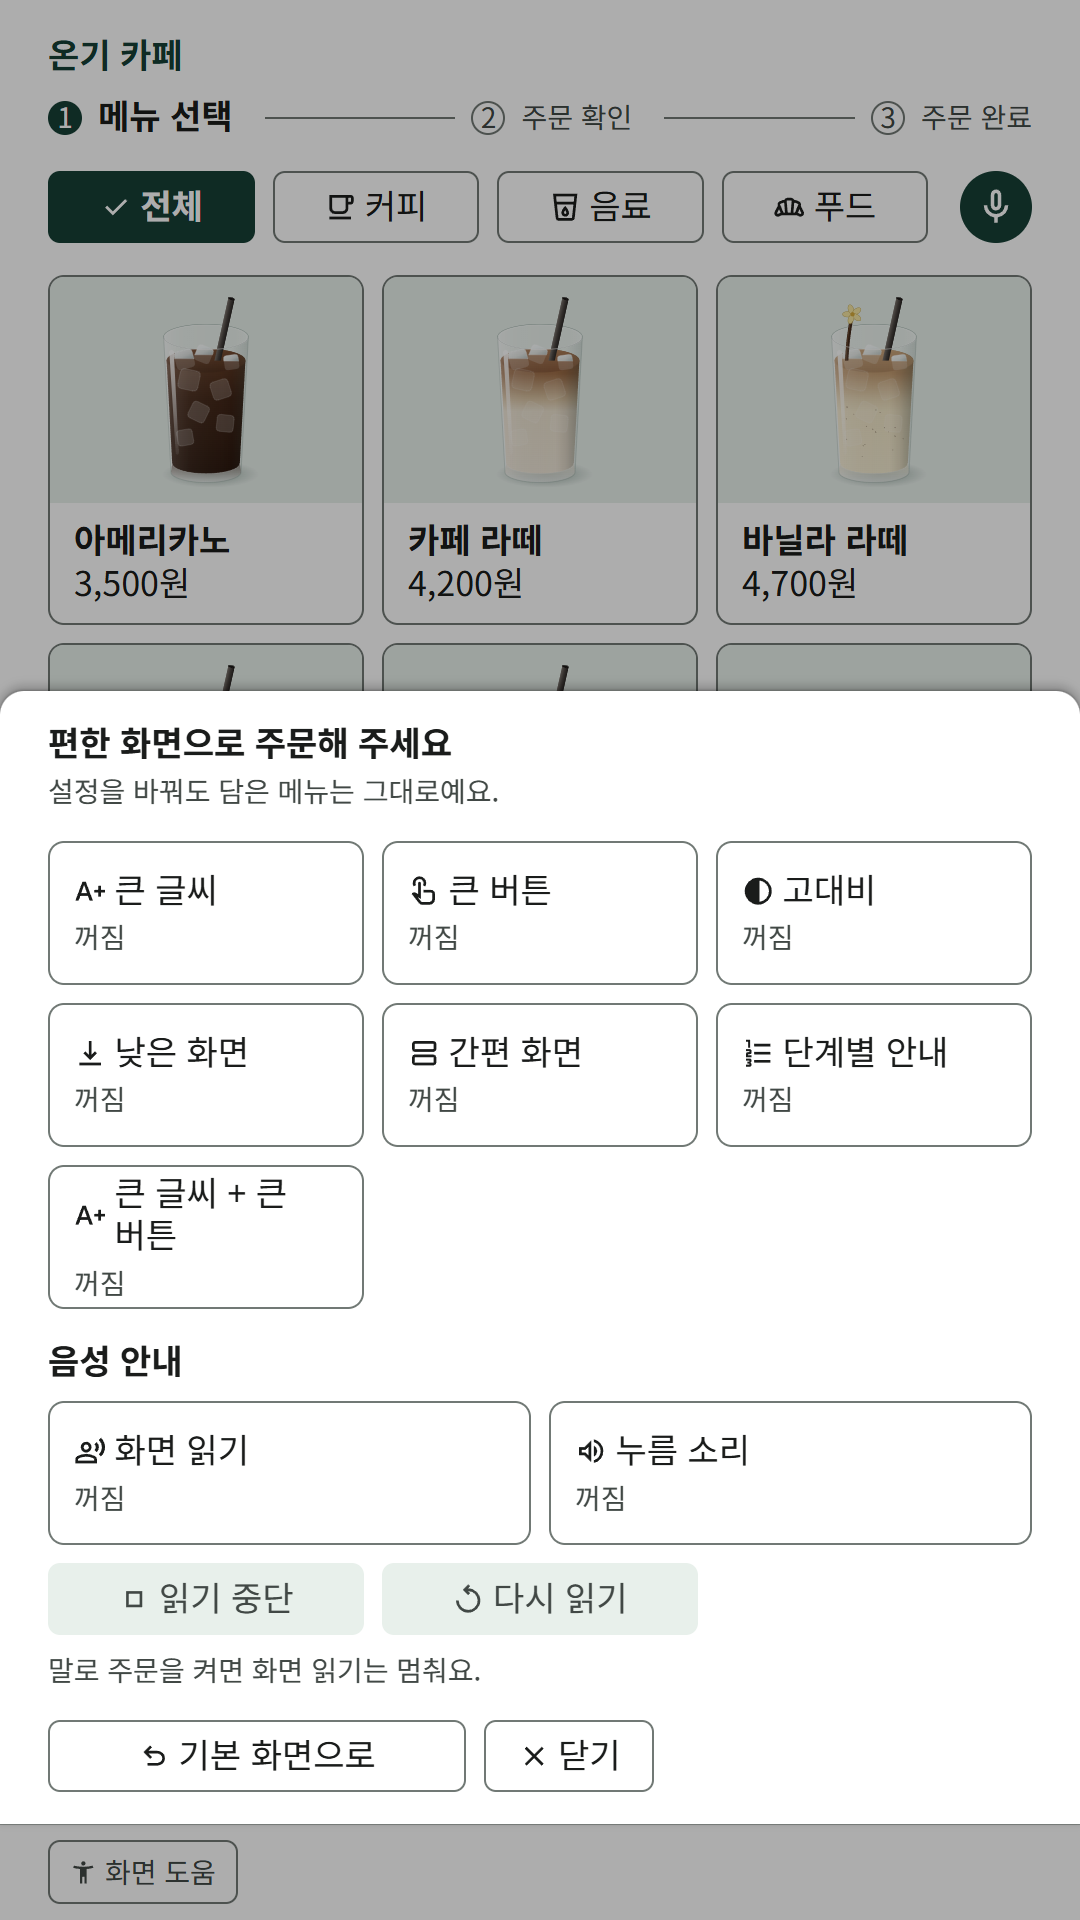 온기 카페
1 메뉴 선택 2 주문 확인 3 주문 완료
전체 커피 음료 푸드
아메리카노 카페 라떼 바닐라 라떼
3,500원 4,200원 4,700원
편한 화면으로 주문해 주세요
설정을 바꿔도 담은 메뉴는 그대로예요.
A+ 큰 글씨 큰 버튼 고대비
꺼짐 꺼짐 꺼짐
낮은 화면 간편 화면 단계별 안내
꺼짐 꺼짐 꺼짐
A+ 큰 글씨 + 큰
버튼
꺼짐
음성 안내
화면 읽기 누름 소리
꺼짐 꺼짐
읽기 중단 다시 읽기
말로 주문을 켜면 화면 읽기는 멈춰요.
기본 화면으로 닫기
화면 도움